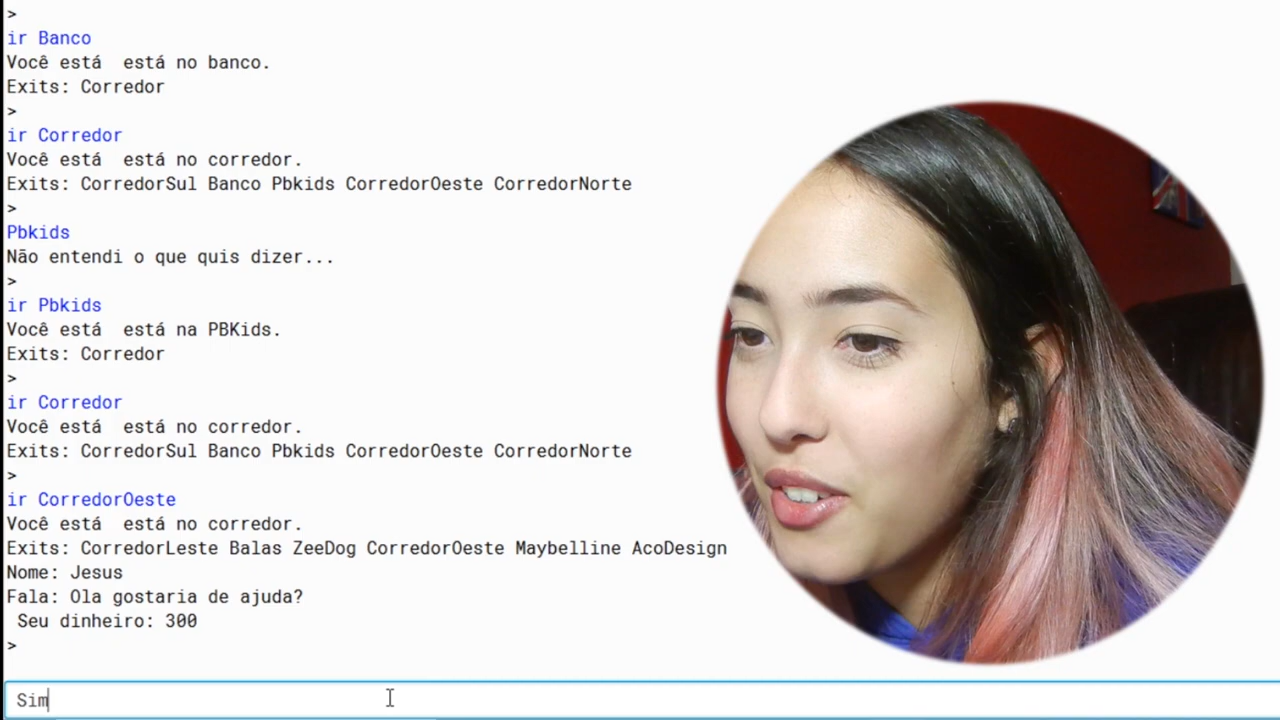 >
ir Banco
Você está  está no banco.
Exits: Corredor
>
ir Corredor
Você está  está no corredor.
Exits: CorredorSul Banco Pbkids CorredorOeste CorredorNorte
>
Pbkids
Não entendi o que quis dizer...
>
ir Pbkids
Você está  está na PBKids.
Exits: Corredor
>
ir Corredor
Você está  está no corredor.
Exits: CorredorSul Banco Pbkids CorredorOeste CorredorNorte
>
ir CorredorOeste
Você está  está no corredor.
Exits: CorredorLeste Balas ZeeDog CorredorOeste Maybelline AcoDesign
Nome: Jesus
Fala: Ola gostaria de ajuda?
 Seu dinheiro: 300
>
Sim